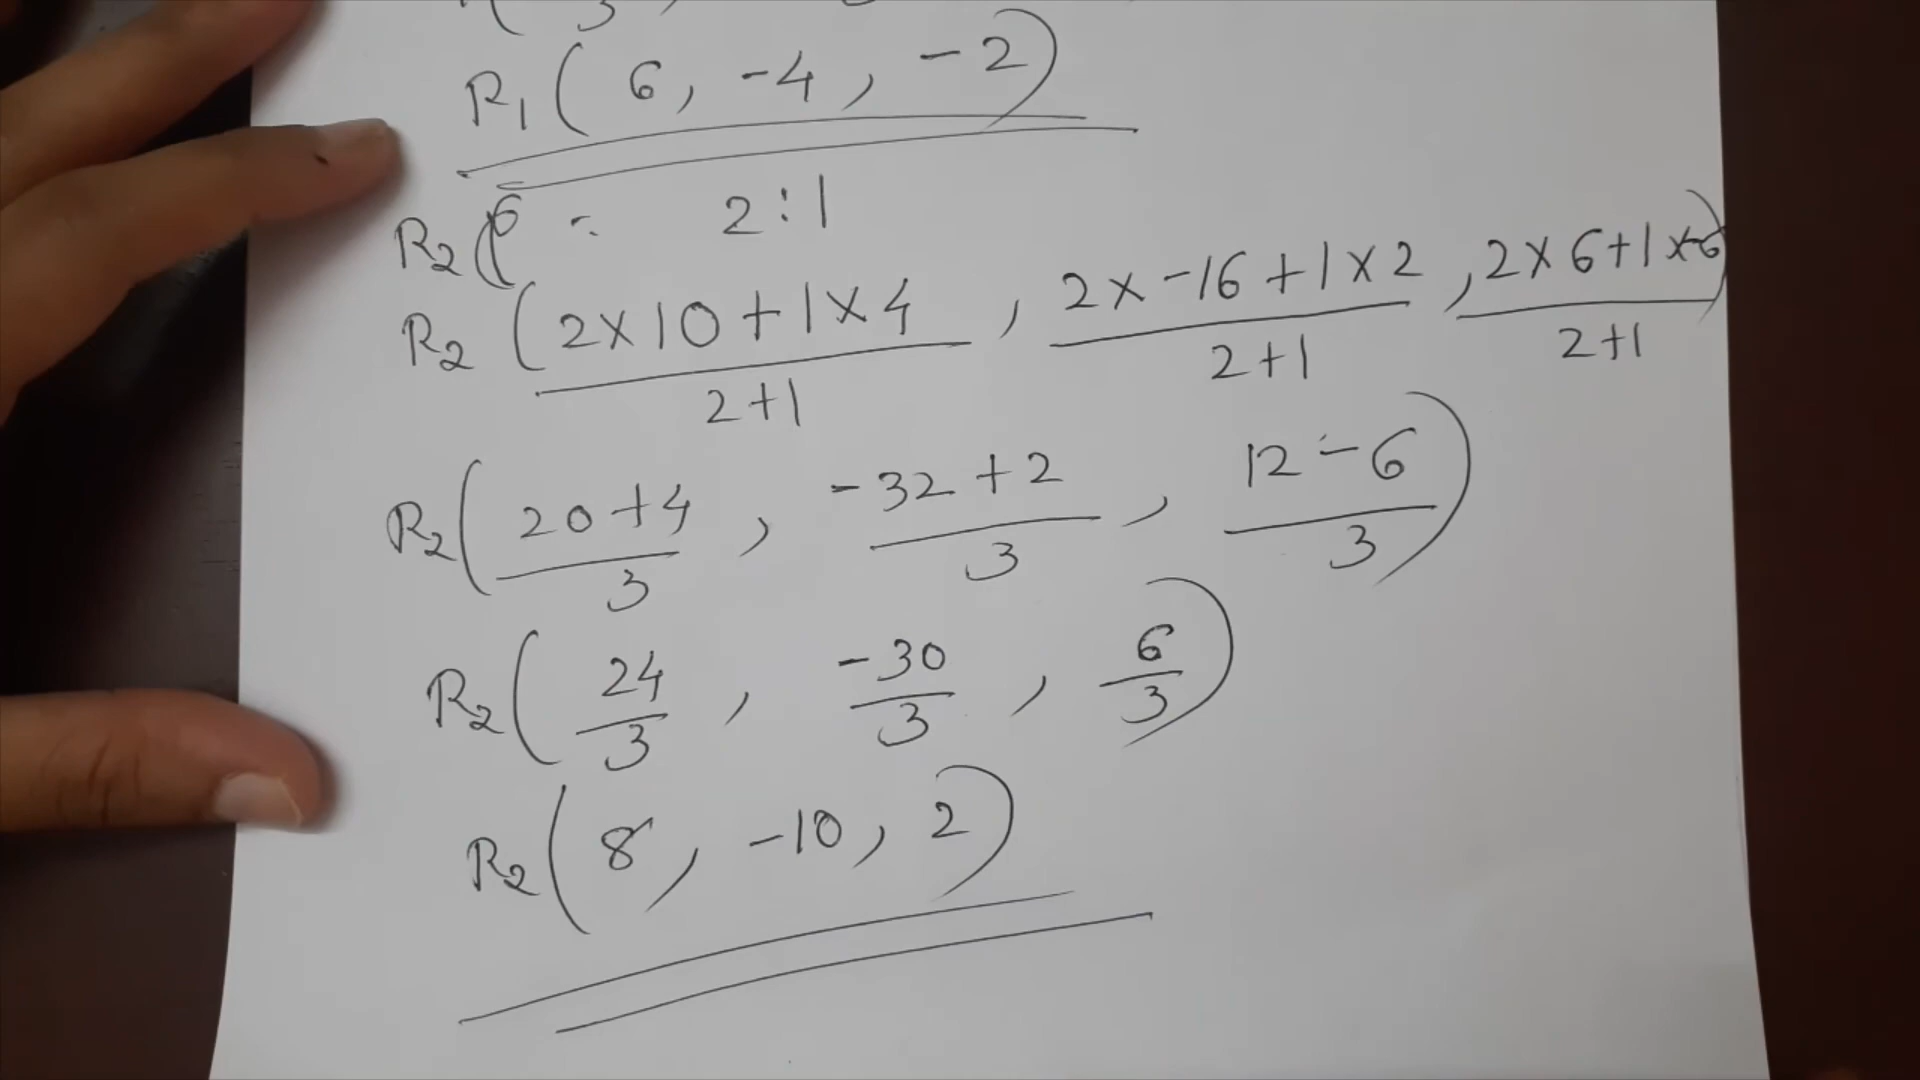 R₁ ( 6 , -4 , -2 )
2 : 1
R₂ ( (2×10+1×4)/(2+1) , (2×-16+1×2)/(2+1) , (2×6+1×-6)/(2+1) )
R₂ ( (20+4)/3 , (-32+2)/3 , (12-6)/3 )
R₂ ( 24/3 , -30/3 , 6/3 )
R₂ ( 8 , -10 , 2 )